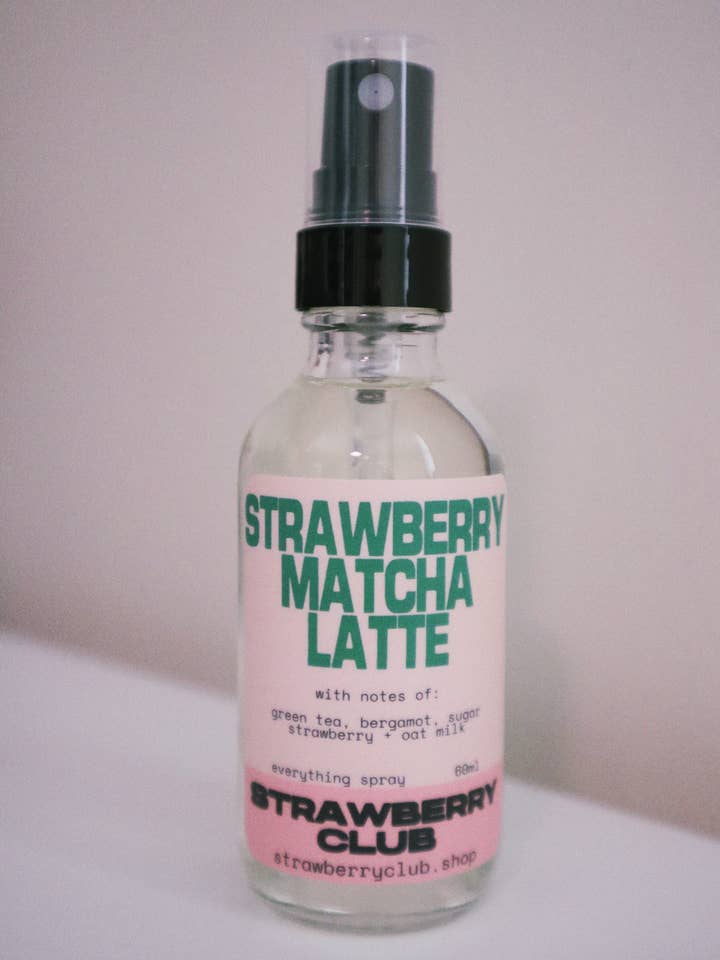 STRAWBERRY
MATCHA
LATTE
with notes of:
green tea, bergamot, sugar
strawberry + oat milk
everything spray 60ml
STRAWBERRY
CLUB
strawberryclub.shop